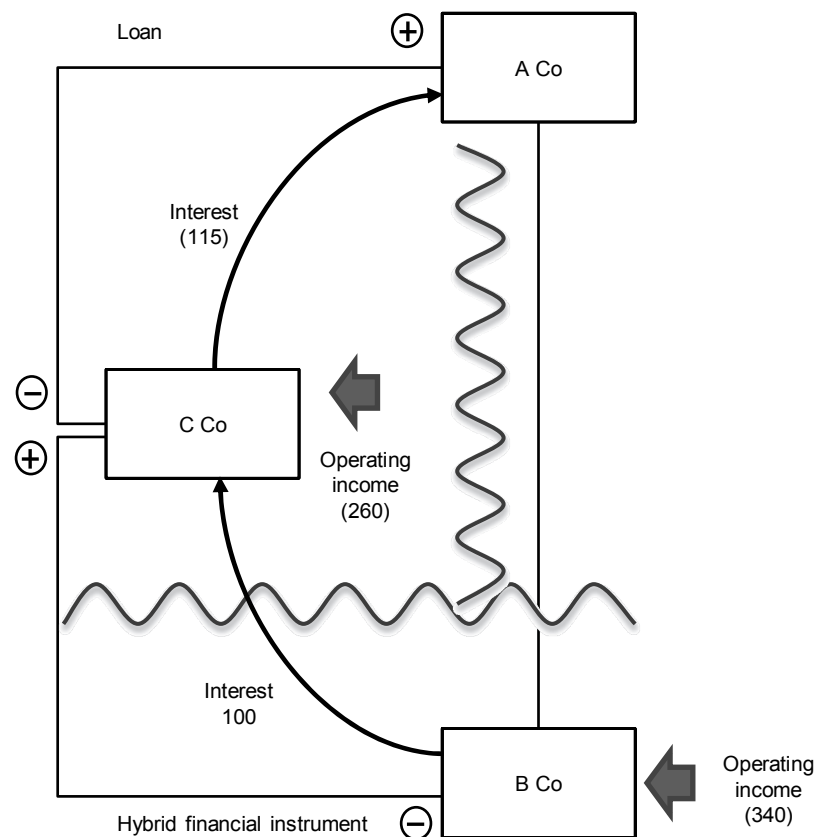 Loan
+
A Co
Interest
(115)
−
+
C Co
Operating
income
(260)
Interest
100
B Co
Operating
income
(340)
Hybrid financial instrument
−